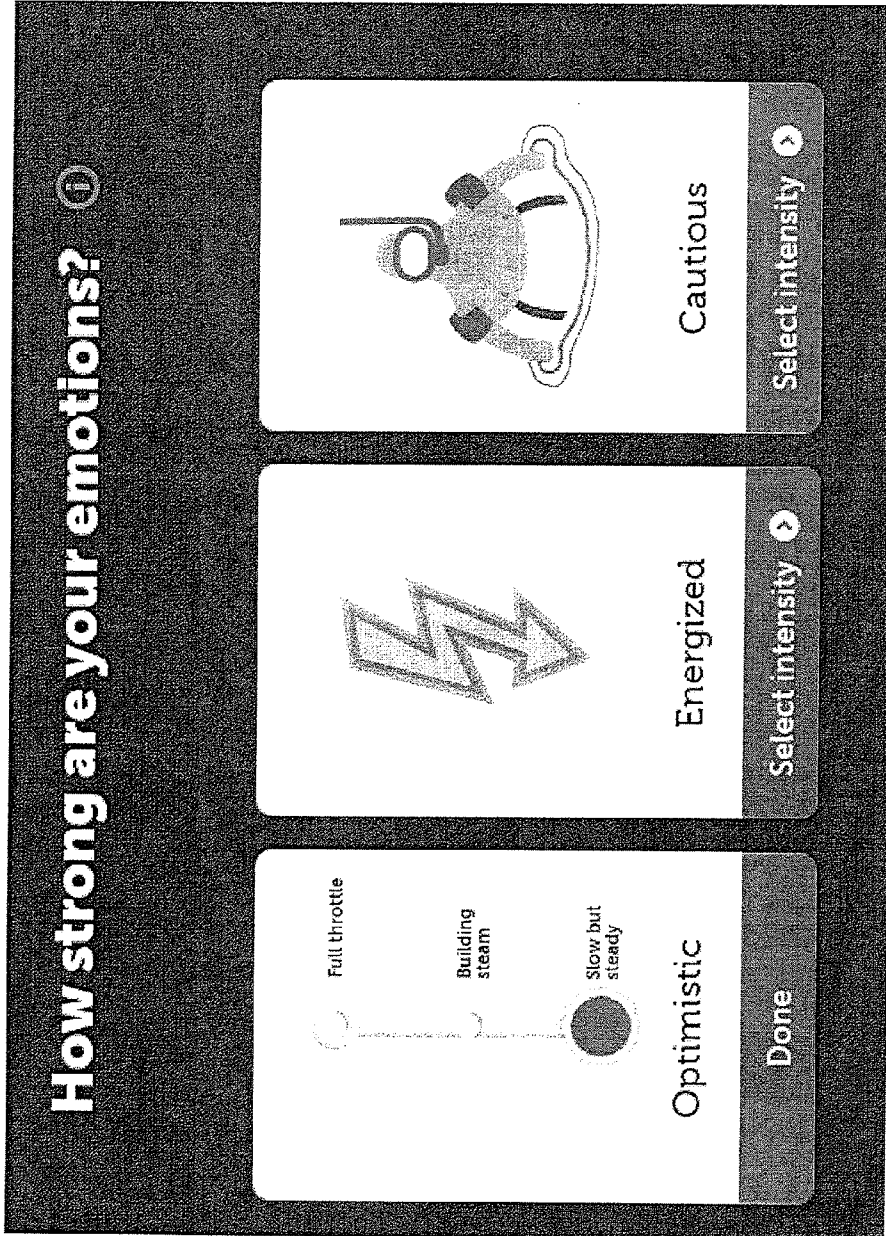 How strong are your emotions?
Full throttle
Building
steam
Slow but
steady
Optimistic
Done
Energized
Select intensity
Cautious
Select intensity